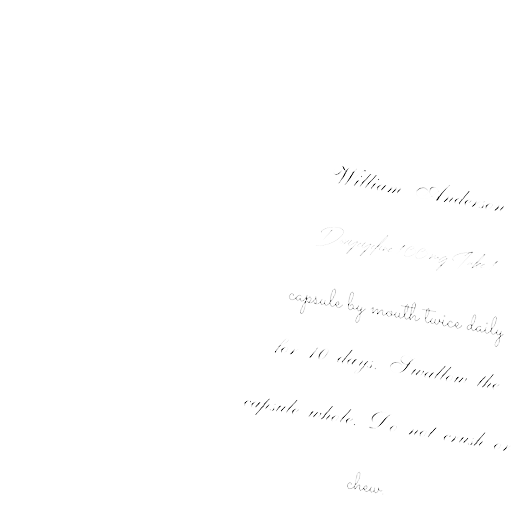 William Anderson
capsule by mouth twice daily
for 10 days. Swallow the
capsule whole. Do not crush or
chew